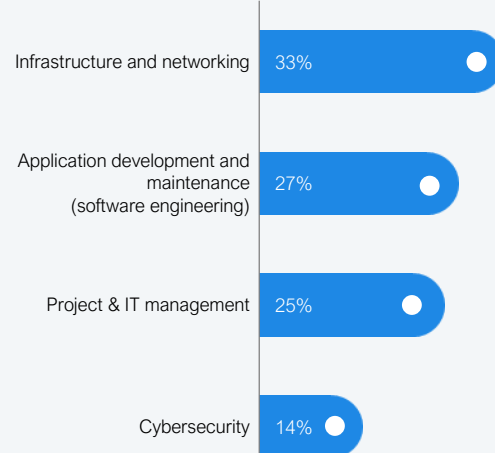 Infrastructure and networking 33%
Application development and
maintenance
(software engineering) 27%
Project & IT management 25%
Cybersecurity 14%